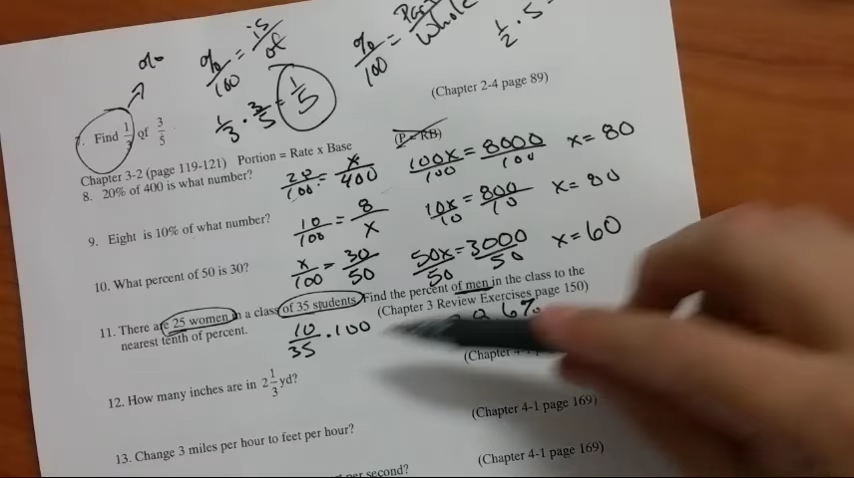 % % = is % = Part 1/2 · 5
100 of 100 Whole
7. Find 1/3 of 3/5 1/3 · 3/5 = 1/5 (Chapter 2-4 page 89)
Chapter 3-2 (page 119-121) Portion = Rate x Base (P = RB)
8. 20% of 400 is what number? 20/100 = x/400 100x/100 = 8000/100 x = 80
9. Eight is 10% of what number? 10/100 = 8/x 10x/10 = 800/10 x = 80
10. What percent of 50 is 30? x/100 = 30/50 50x/50 = 3000/50 x = 60
11. There are 25 women in a class of 35 students. Find the percent of men in the class to the
nearest tenth of percent. (Chapter 3 Review Exercises page 150)
10/35 · 100 6%
12. How many inches are in 2 1/3 yd? (Chapter 4-1
13. Change 3 miles per hour to feet per hour? (Chapter 4-1 page 169)
per second? (Chapter 4-1 page 169)